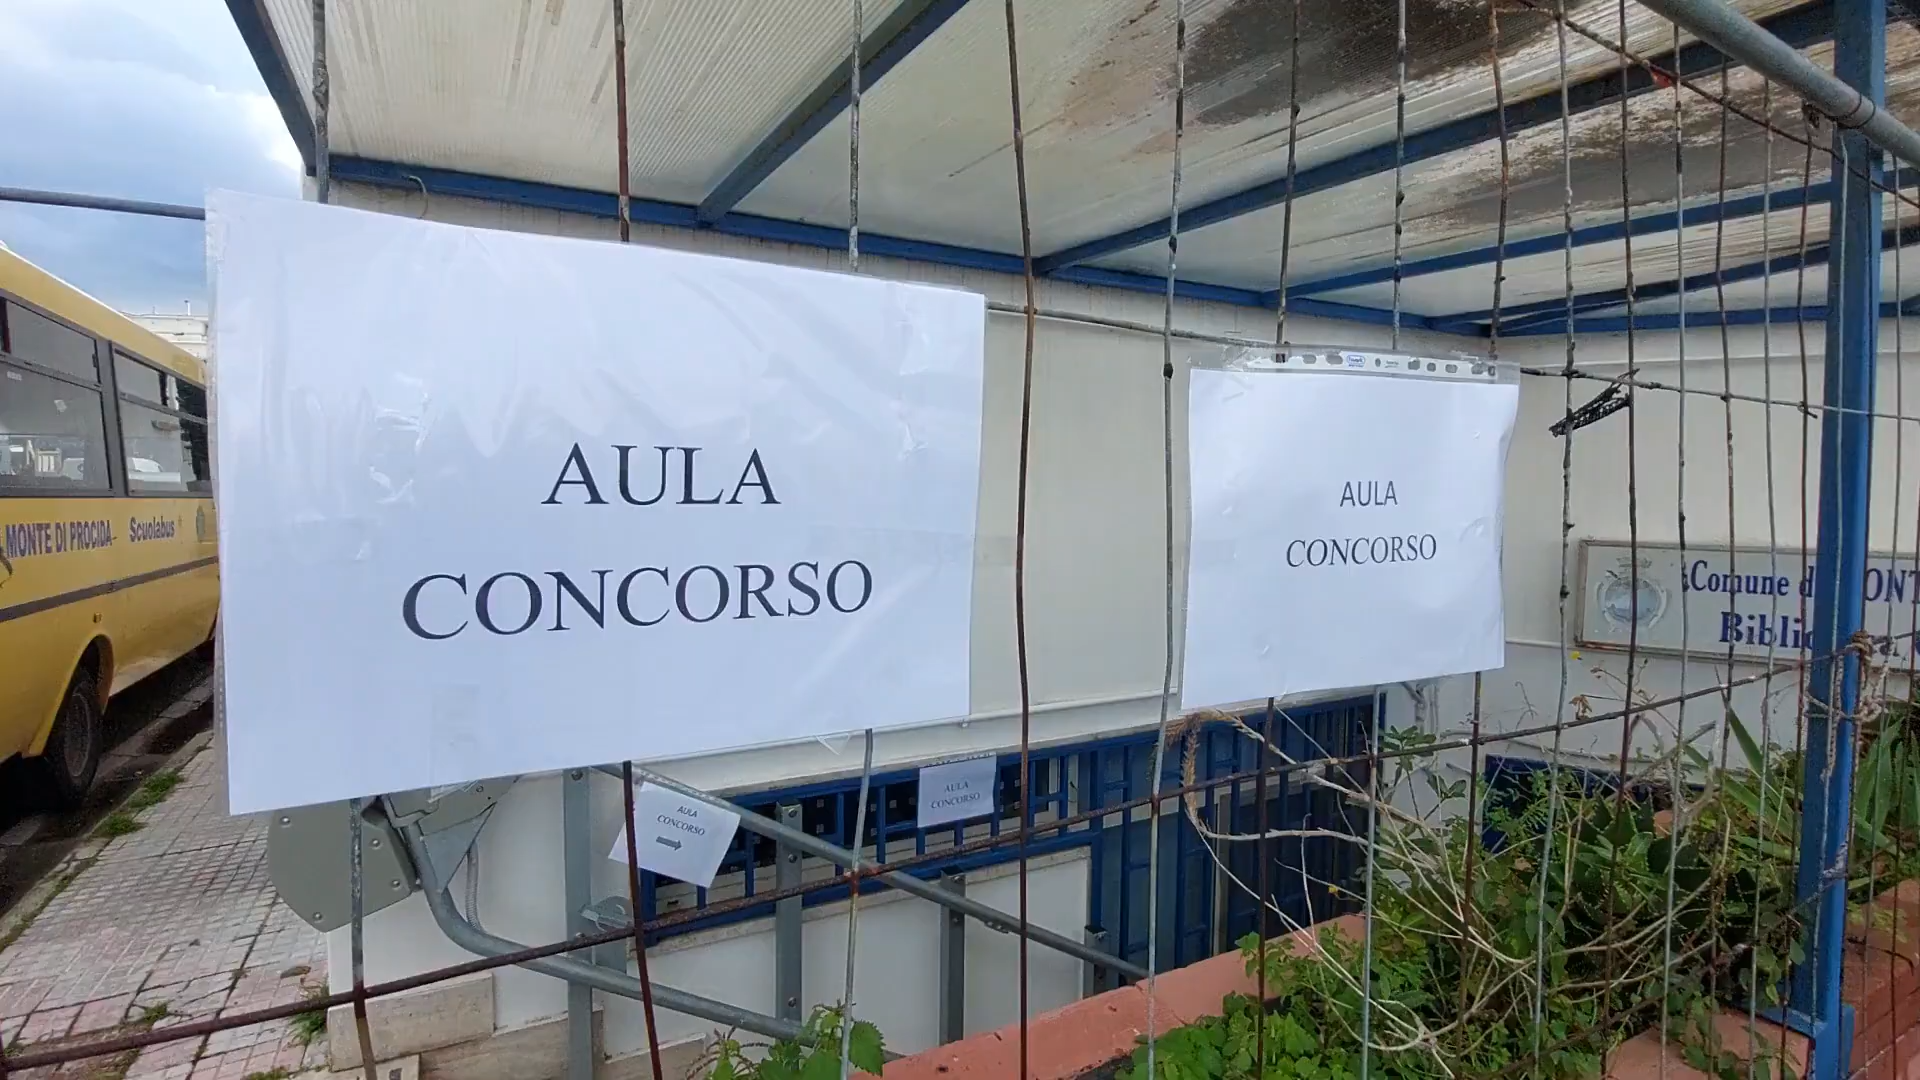 MONTE DI PROCIDA Scuolabus
AULA
CONCORSO
AULA
CONCORSO
AULA
CONCORSO
AULA
CONCORSO
Comune d